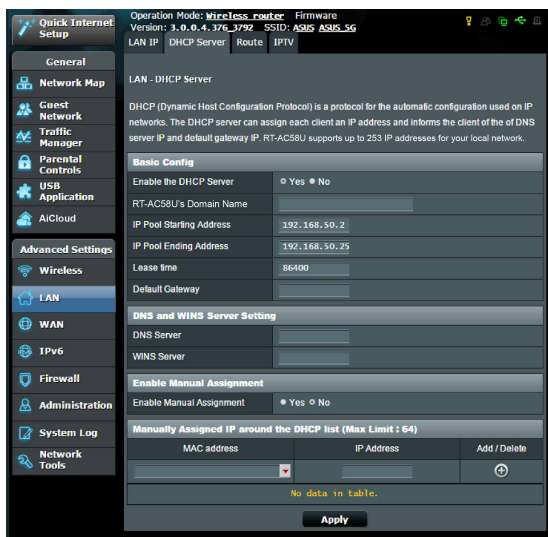 Quick Internet
Setup
General
Network Map
Guest
Network
Traffic
Manager
Parental
Controls
USB
Application
AiCloud
Advanced Settings
Wireless
LAN
WAN
IPv6
Firewall
Administration
System Log
Network
Tools
Operation Mode: Wireless router Firmware
Version: 3.0.0.4.376_3792 SSID: ASUS ASUS_5G
LAN IP DHCP Server Route IPTV
LAN - DHCP Server
DHCP (Dynamic Host Configuration Protocol) is a protocol for the automatic configuration used on IP
networks. The DHCP server can assign each client an IP address and informs the client of the of DNS
server IP and default gateway IP. RT-AC58U supports up to 253 IP addresses for your local network.
Basic Config
Enable the DHCP Server Yes No
RT-AC58U's Domain Name
IP Pool Starting Address 192.168.50.2
IP Pool Ending Address 192.168.50.25
Lease time 86400
Default Gateway
DNS and WINS Server Setting
DNS Server
WINS Server
Enable Manual Assignment
Enable Manual Assignment Yes No
Manually Assigned IP around the DHCP list (Max Limit : 64)
MAC address IP Address Add / Delete
No data in table.
Apply